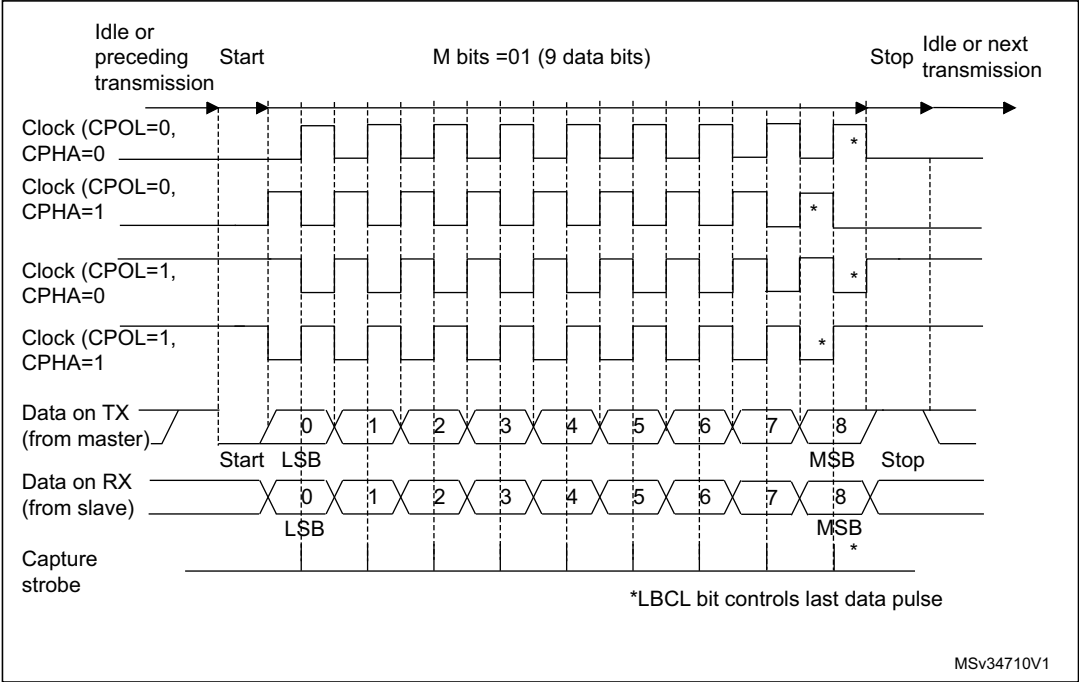 Idle or
preceding
transmission
Start
M bits =01 (9 data bits)
Stop
Idle or next
transmission
Clock (CPOL=0,
CPHA=0
*
Clock (CPOL=0,
CPHA=1
*
Clock (CPOL=1,
CPHA=0
*
Clock (CPOL=1,
CPHA=1
*
Data on TX
(from master)
0 1 2 3 4 5 6 7 8
Start LSB MSB Stop
Data on RX
(from slave)
0 1 2 3 4 5 6 7 8
LSB MSB
Capture
strobe
*
*LBCL bit controls last data pulse
MSv34710V1